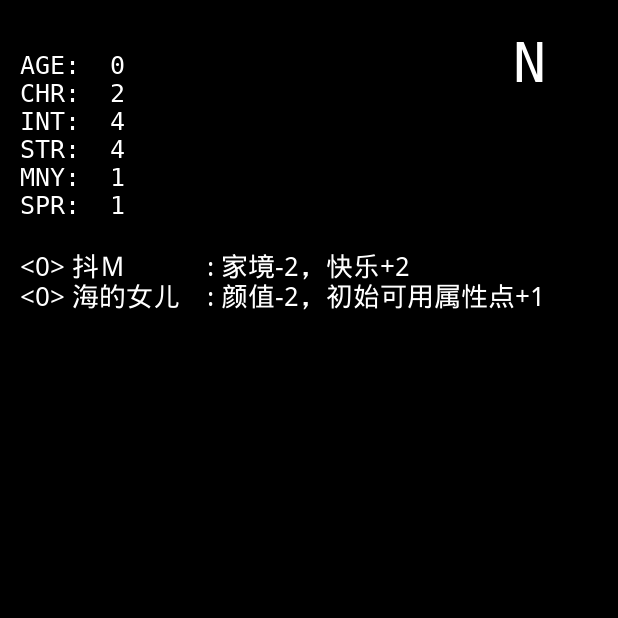 N
AGE: 0
CHR: 2
INT: 4
STR: 4
MNY: 1
SPR: 1
<0> 抖M : 家境-2，快乐+2
<0> 海的女儿 : 颜值-2，初始可用属性点+1